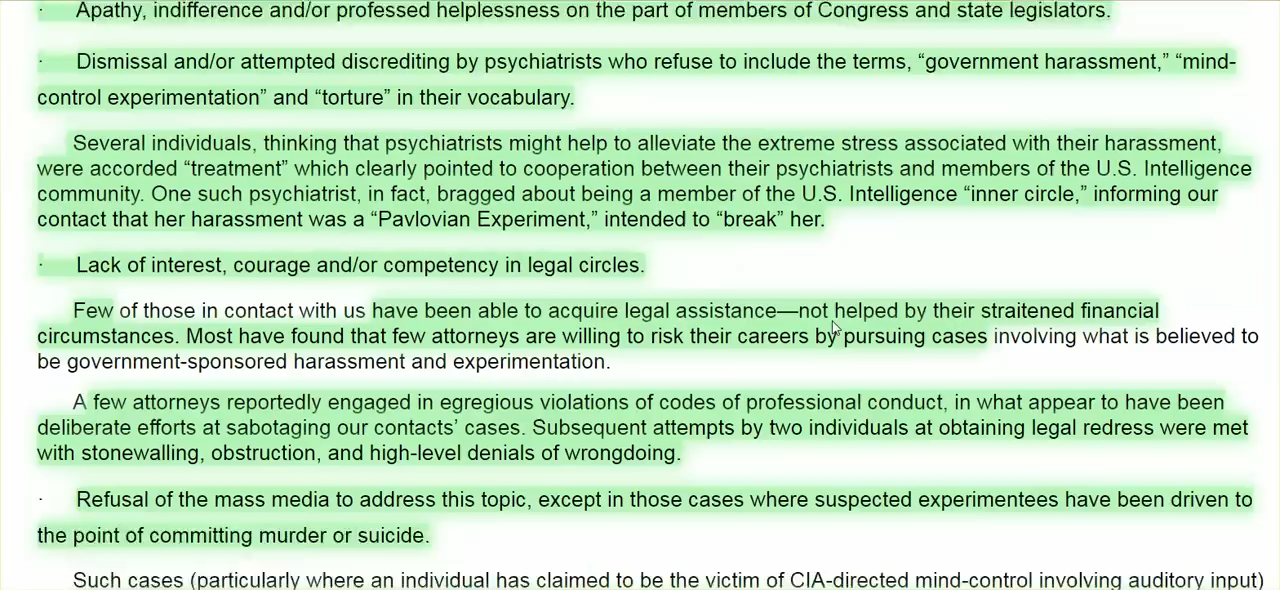 · Apathy, indifference and/or professed helplessness on the part of members of Congress and state legislators.
· Dismissal and/or attempted discrediting by psychiatrists who refuse to include the terms, “government harassment,” “mind-
control experimentation” and “torture” in their vocabulary.
Several individuals, thinking that psychiatrists might help to alleviate the extreme stress associated with their harassment,
were accorded “treatment” which clearly pointed to cooperation between their psychiatrists and members of the U.S. Intelligence
community. One such psychiatrist, in fact, bragged about being a member of the U.S. Intelligence “inner circle,” informing our
contact that her harassment was a “Pavlovian Experiment,” intended to “break” her.
· Lack of interest, courage and/or competency in legal circles.
Few of those in contact with us have been able to acquire legal assistance—not helped by their straitened financial
circumstances. Most have found that few attorneys are willing to risk their careers by pursuing cases involving what is believed to
be government-sponsored harassment and experimentation.
A few attorneys reportedly engaged in egregious violations of codes of professional conduct, in what appear to have been
deliberate efforts at sabotaging our contacts’ cases. Subsequent attempts by two individuals at obtaining legal redress were met
with stonewalling, obstruction, and high-level denials of wrongdoing.
· Refusal of the mass media to address this topic, except in those cases where suspected experimentees have been driven to
the point of committing murder or suicide.
Such cases (particularly where an individual has claimed to be the victim of CIA-directed mind-control involving auditory input)